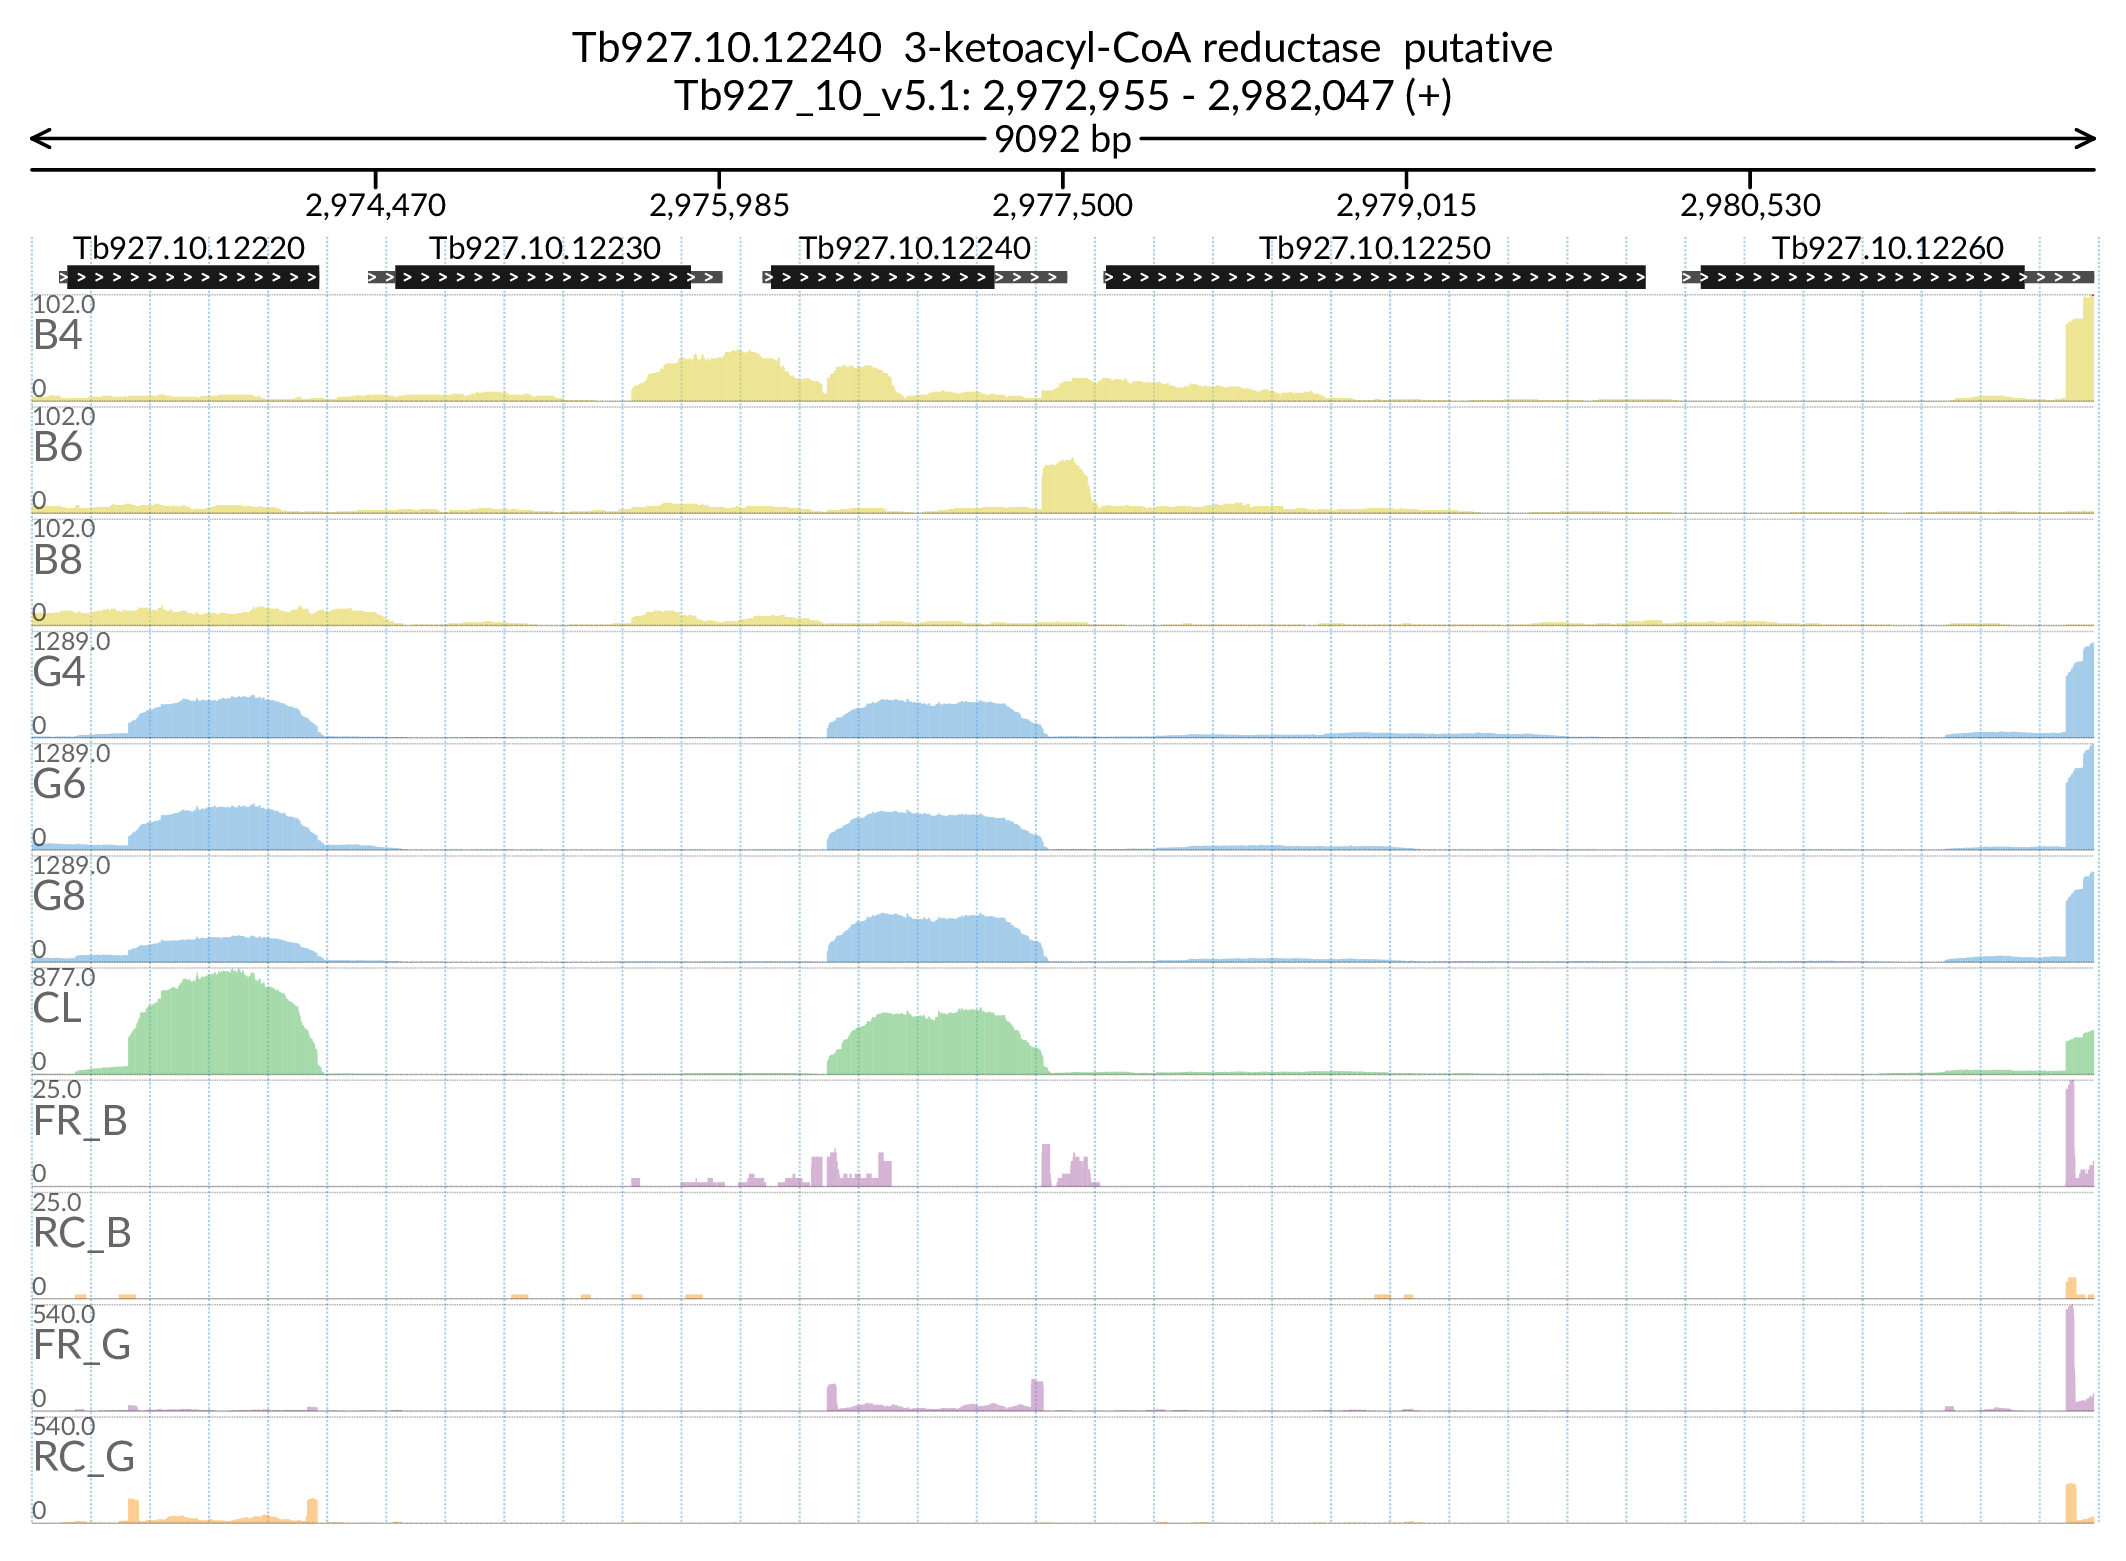 Tb927.10.12240  3-ketoacyl-CoA reductase  putative
Tb927_10_v5.1: 2,972,955 - 2,982,047 (+)
9092 bp
2,974,470 2,975,985 2,977,500 2,979,015 2,980,530
Tb927.10.12220 Tb927.10.12230 Tb927.10.12240 Tb927.10.12250 Tb927.10.12260
102.0
B4
0
102.0
B6
0
102.0
B8
0
1289.0
G4
0
1289.0
G6
0
1289.0
G8
0
877.0
CL
0
25.0
FR_B
0
25.0
RC_B
0
540.0
FR_G
0
540.0
RC_G
0